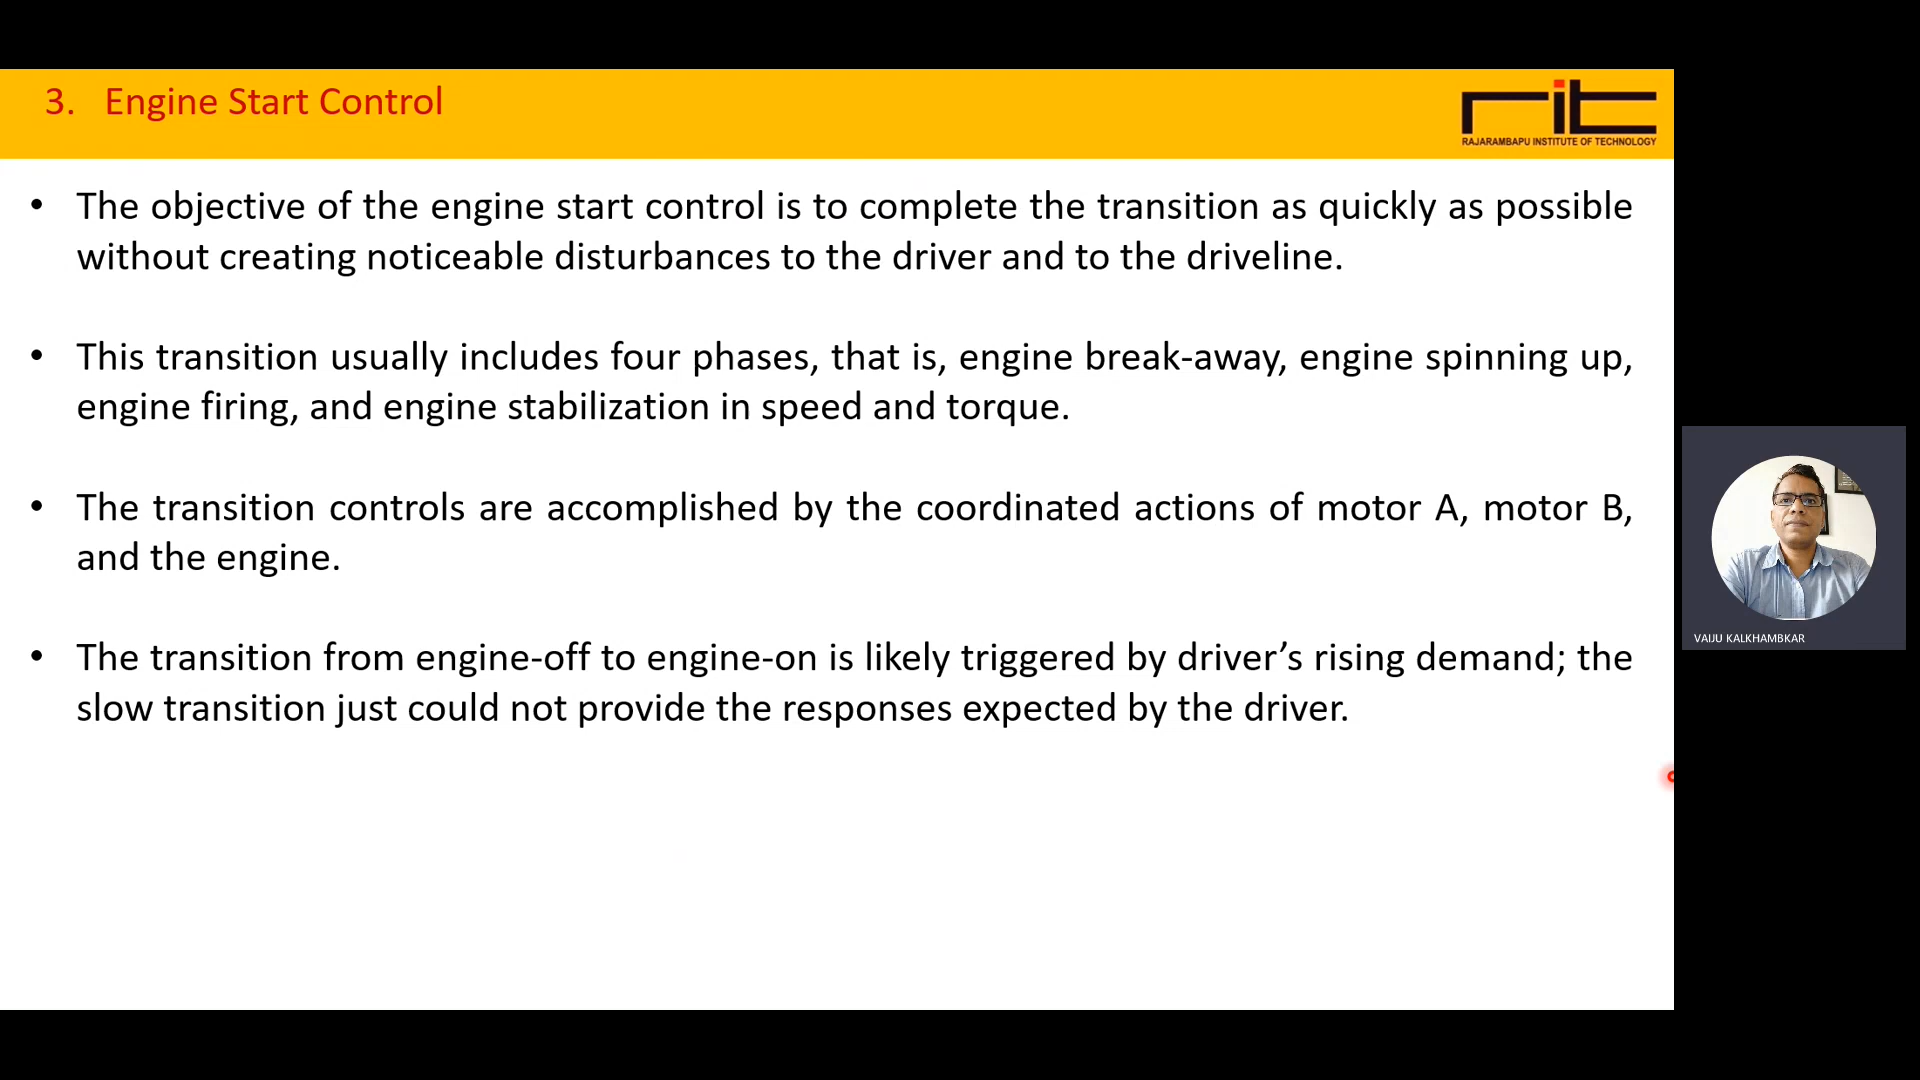 3. Engine Start Control
rit
RAJARAMBAPU INSTITUTE OF TECHNOLOGY
• The objective of the engine start control is to complete the transition as quickly as possible
without creating noticeable disturbances to the driver and to the driveline.
• This transition usually includes four phases, that is, engine break-away, engine spinning up,
engine firing, and engine stabilization in speed and torque.
• The transition controls are accomplished by the coordinated actions of motor A, motor B,
and the engine.
• The transition from engine-off to engine-on is likely triggered by driver’s rising demand; the
slow transition just could not provide the responses expected by the driver.
VAIJU KALKHAMBKAR